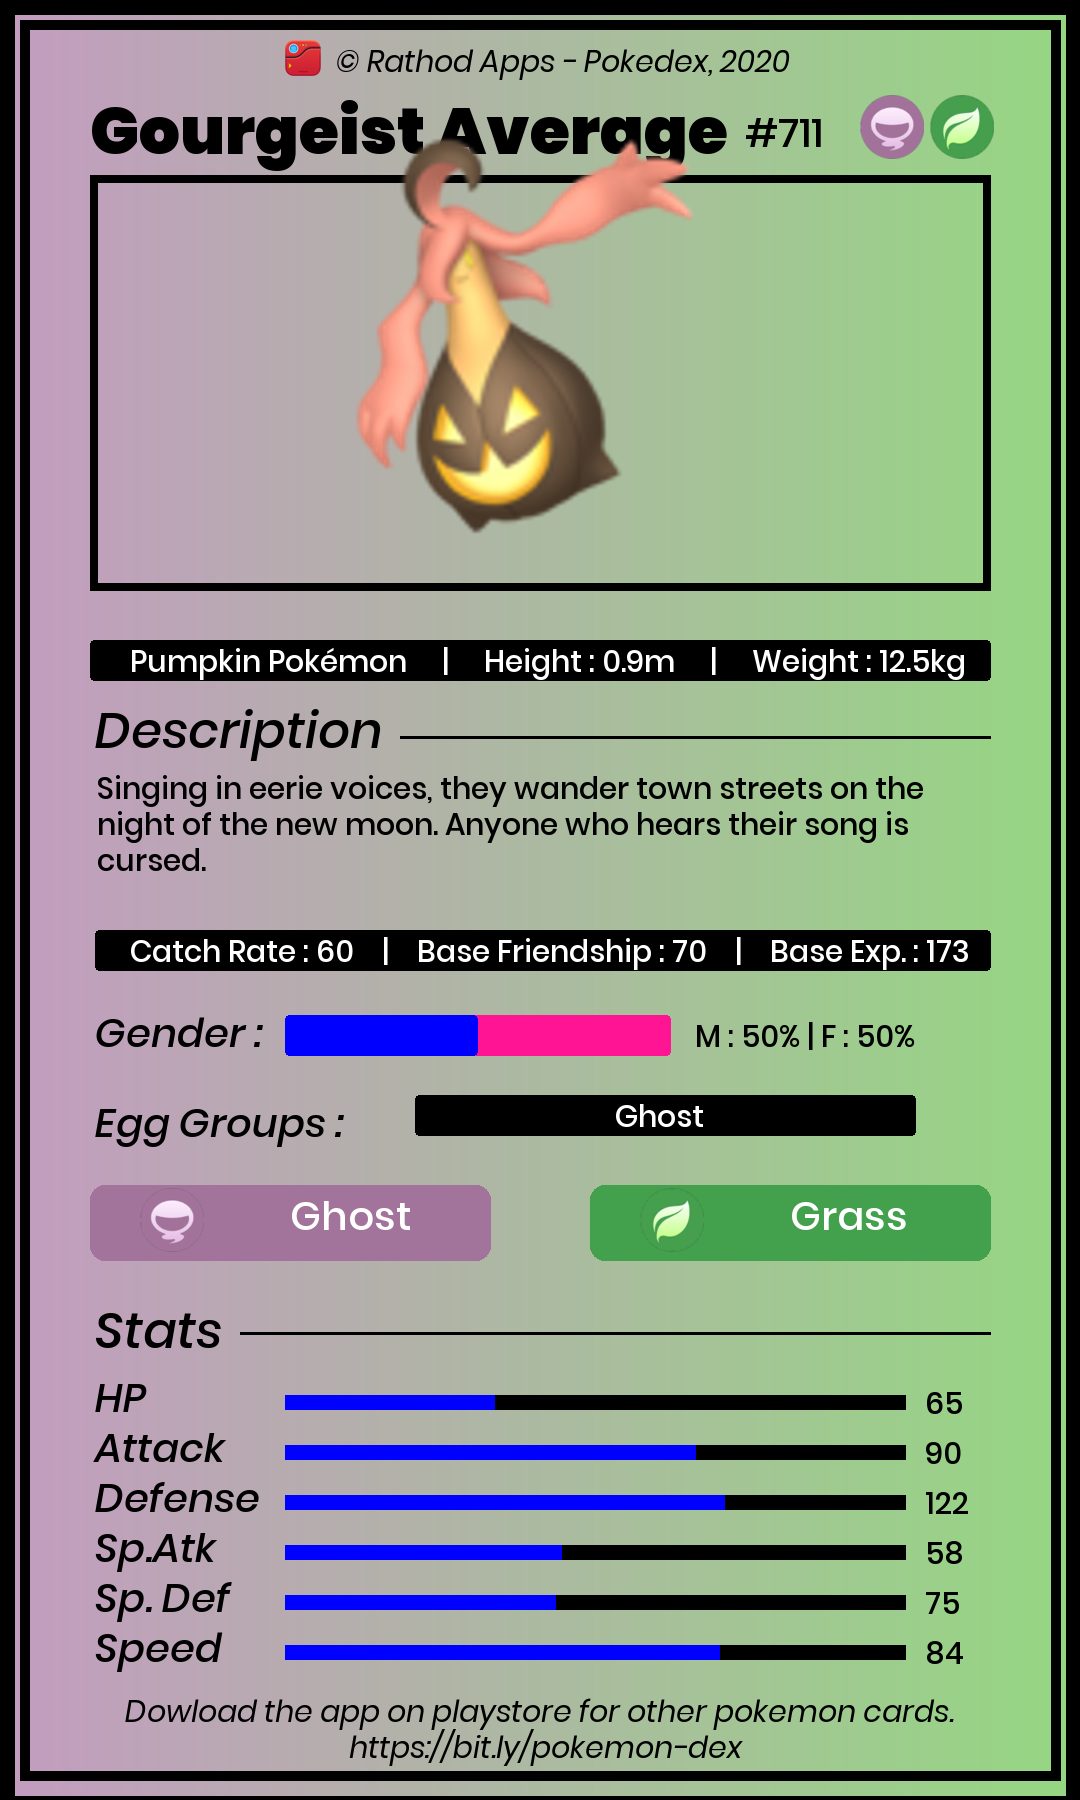 © Rathod Apps - Pokedex, 2020
Gourgeist Average #711
Pumpkin Pokémon | Height : 0.9m | Weight : 12.5kg
Description
Singing in eerie voices, they wander town streets on the
night of the new moon. Anyone who hears their song is
cursed.
Catch Rate : 60 | Base Friendship : 70 | Base Exp. : 173
Gender : M : 50% | F : 50%
Egg Groups : Ghost
Ghost Grass
Stats
HP 65
Attack 90
Defense 122
Sp.Atk 58
Sp. Def 75
Speed 84
Dowload the app on playstore for other pokemon cards.
https://bit.ly/pokemon-dex